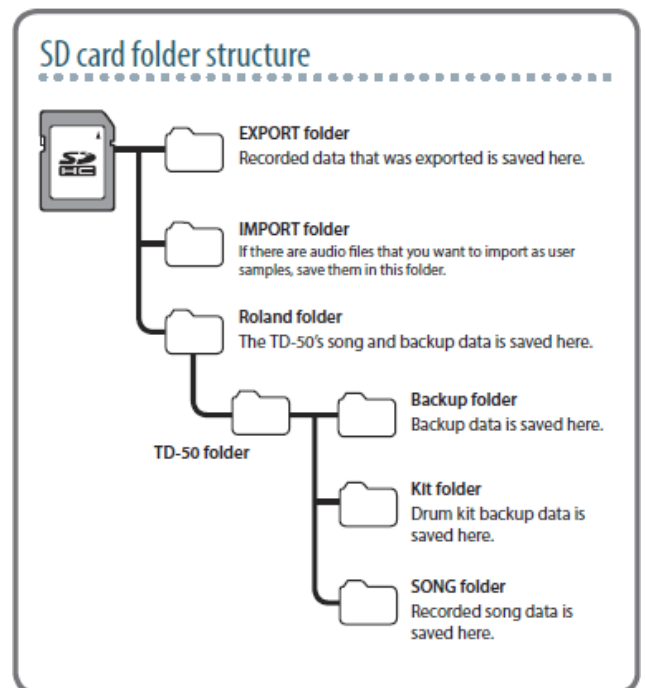 SD card folder structure
SD
HC
EXPORT folder
Recorded data that was exported is saved here.
IMPORT folder
If there are audio files that you want to import as user
samples, save them in this folder.
Roland folder
The TD-50’s song and backup data is saved here.
TD-50 folder
Backup folder
Backup data is saved here.
Kit folder
Drum kit backup data is
saved here.
SONG folder
Recorded song data is
saved here.